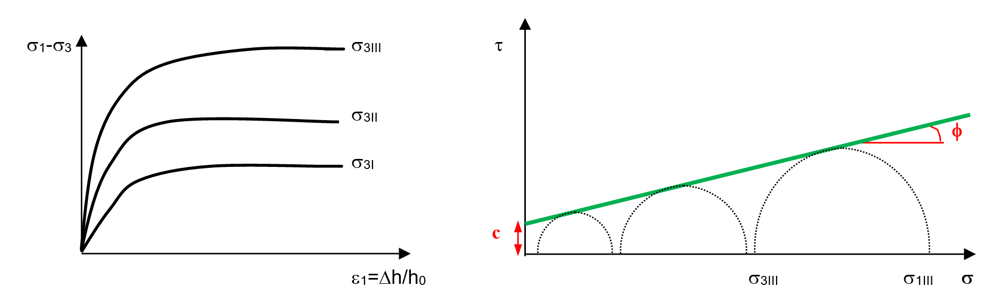 σ1-σ3
σ3III
σ3II
σ3I
ε1=Δh/h0
τ
c
ϕ
σ3III
σ1III
σ